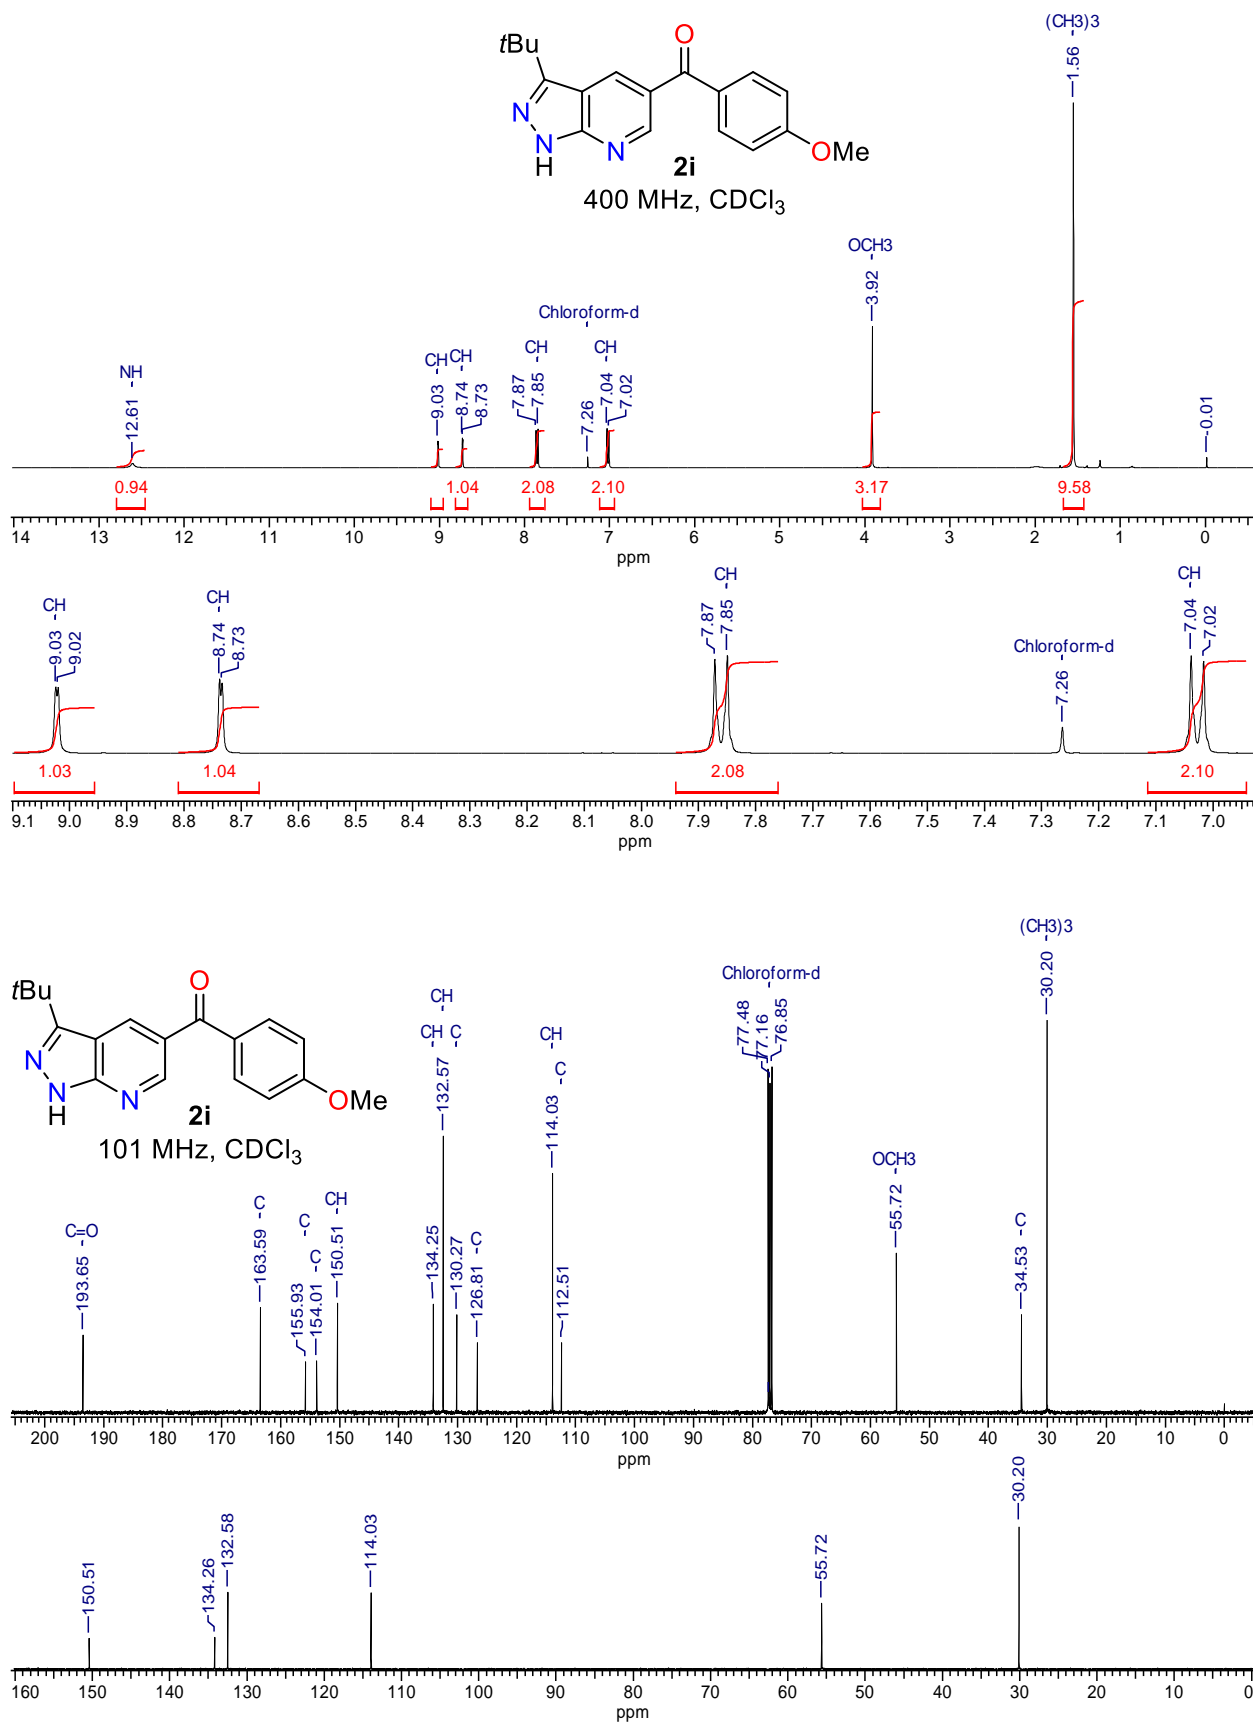 tBu
O
N
N
H
N
OMe
2i
400 MHz, CDCl3
(CH3)3
1.56
OCH3
3.92
Chloroform-d
NH
12.61
CH
9.03
CH
8.74
8.73
CH
7.87
7.85
7.26
CH
7.04
7.02
-0.01
0.94
1.04
2.08
2.10
3.17
9.58
14 13 12 11 10 9 8 7 6 5 4 3 2 1 0
ppm
CH
9.03
9.02
CH
8.74
8.73
CH
7.87
7.85
Chloroform-d
7.26
CH
7.04
7.02
1.03
1.04
2.08
2.10
9.1 9.0 8.9 8.8 8.7 8.6 8.5 8.4 8.3 8.2 8.1 8.0 7.9 7.8 7.7 7.6 7.5 7.4 7.3 7.2 7.1 7.0
ppm
tBu
O
N
N
H
N
OMe
2i
101 MHz, CDCl3
C=O
193.65
C
163.59
C
155.93
C
154.01
CH
150.51
CH
134.25
CH
132.57
C
130.27
C
126.81
CH
114.03
C
112.51
Chloroform-d
77.48
77.16
76.85
OCH3
55.72
C
34.53
(CH3)3
30.20
200 190 180 170 160 150 140 130 120 110 100 90 80 70 60 50 40 30 20 10 0
ppm
150.51
134.26
132.58
114.03
55.72
30.20
160 150 140 130 120 110 100 90 80 70 60 50 40 30 20 10 0
ppm